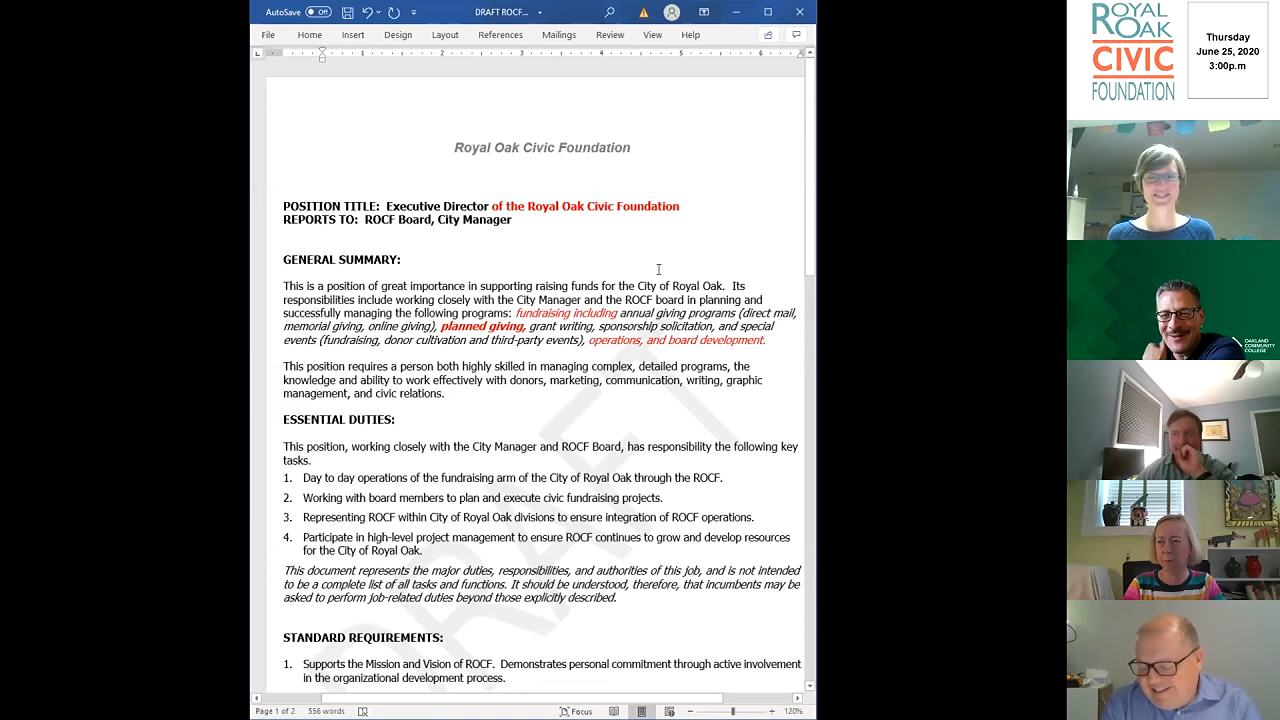 AutoSave Off DRAFT ROCF...
File Home Insert Design Layout References Mailings Review View Help
1 2 3 4 5 6
Royal Oak Civic Foundation
POSITION TITLE: Executive Director of the Royal Oak Civic Foundation
REPORTS TO: ROCF Board, City Manager
GENERAL SUMMARY:
This is a position of great importance in supporting raising funds for the City of Royal Oak. Its
responsibilities include working closely with the City Manager and the ROCF board in planning and
successfully managing the following programs: fundraising including annual giving programs (direct mail,
memorial giving, online giving), planned giving, grant writing, sponsorship solicitation, and special
events (fundraising, donor cultivation and third-party events), operations, and board development.
This position requires a person both highly skilled in managing complex, detailed programs, the
knowledge and ability to work effectively with donors, marketing, communication, writing, graphic
management, and civic relations.
ESSENTIAL DUTIES:
This position, working closely with the City Manager and ROCF Board, has responsibility the following key
tasks.
1. Day to day operations of the fundraising arm of the City of Royal Oak through the ROCF.
2. Working with board members to plan and execute civic fundraising projects.
3. Representing ROCF within City of Royal Oak divisions to ensure integration of ROCF operations.
4. Participate in high-level project management to ensure ROCF continues to grow and develop resources
for the City of Royal Oak.
This document represents the major duties, responsibilities, and authorities of this job, and is not intended
to be a complete list of all tasks and functions. It should be understood, therefore, that incumbents may be
asked to perform job-related duties beyond those explicitly described.
STANDARD REQUIREMENTS:
1. Supports the Mission and Vision of ROCF. Demonstrates personal commitment through active involvement
in the organizational development process.
DRAFT
Page 1 of 2 556 words Focus 120%
ROYAL
OAK
CIVIC
FOUNDATION
Thursday
June 25, 2020
3:00p.m
OAKLAND
COMMUNITY
COLLEGE